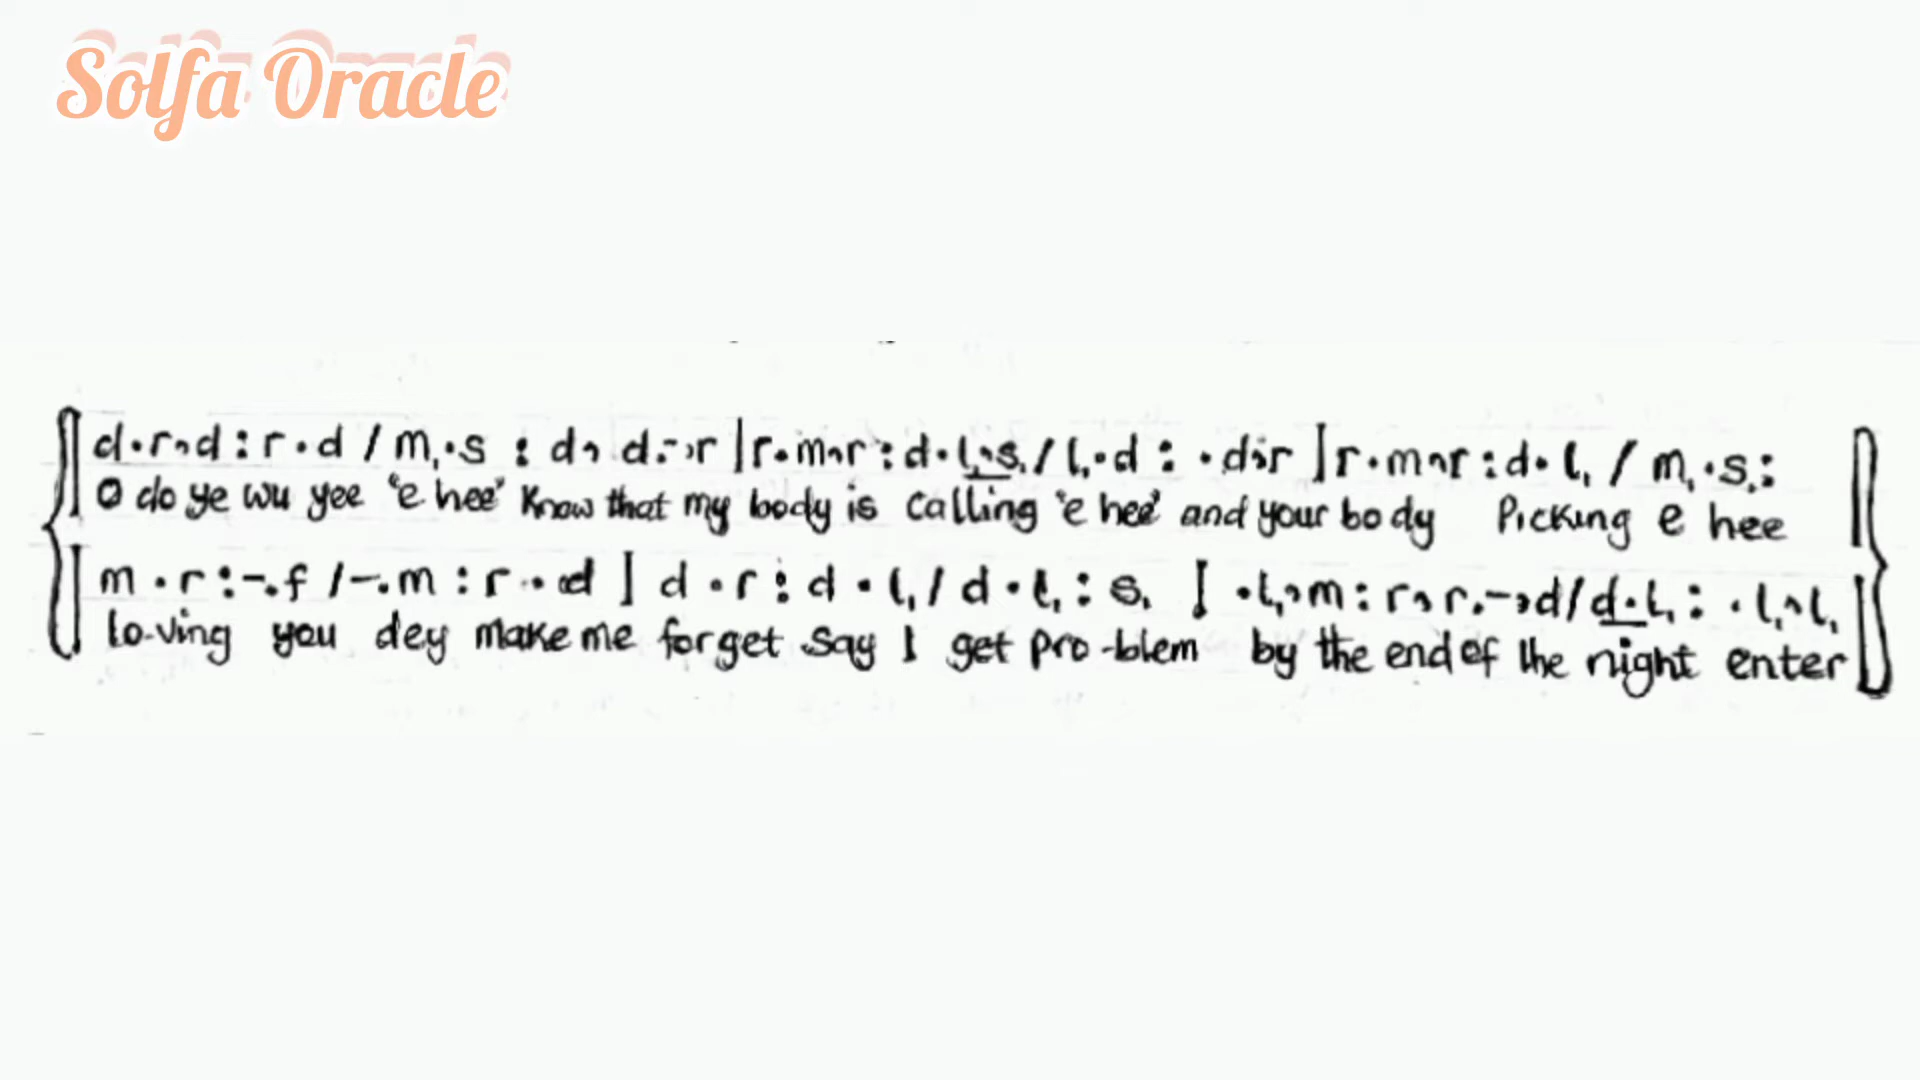 Solfa Oracle
d.r,d:r.d/m,.s:d, d.-,r|r.m,r:d.l,,s,/l,.d: .d,r|r.m,r:d.l,/m,.s,:
O do ye wu yee "e hee" Know that my body is calling "e hee" and your body Picking e hee
m.r:-.f/-.m:r.d|d.r:d.l,/d.l,:s,|.l,,m:r,r.-,d/d.l,: .l,,l,
lo-ving you dey make me forget say I get pro-blem by the end of the night enter